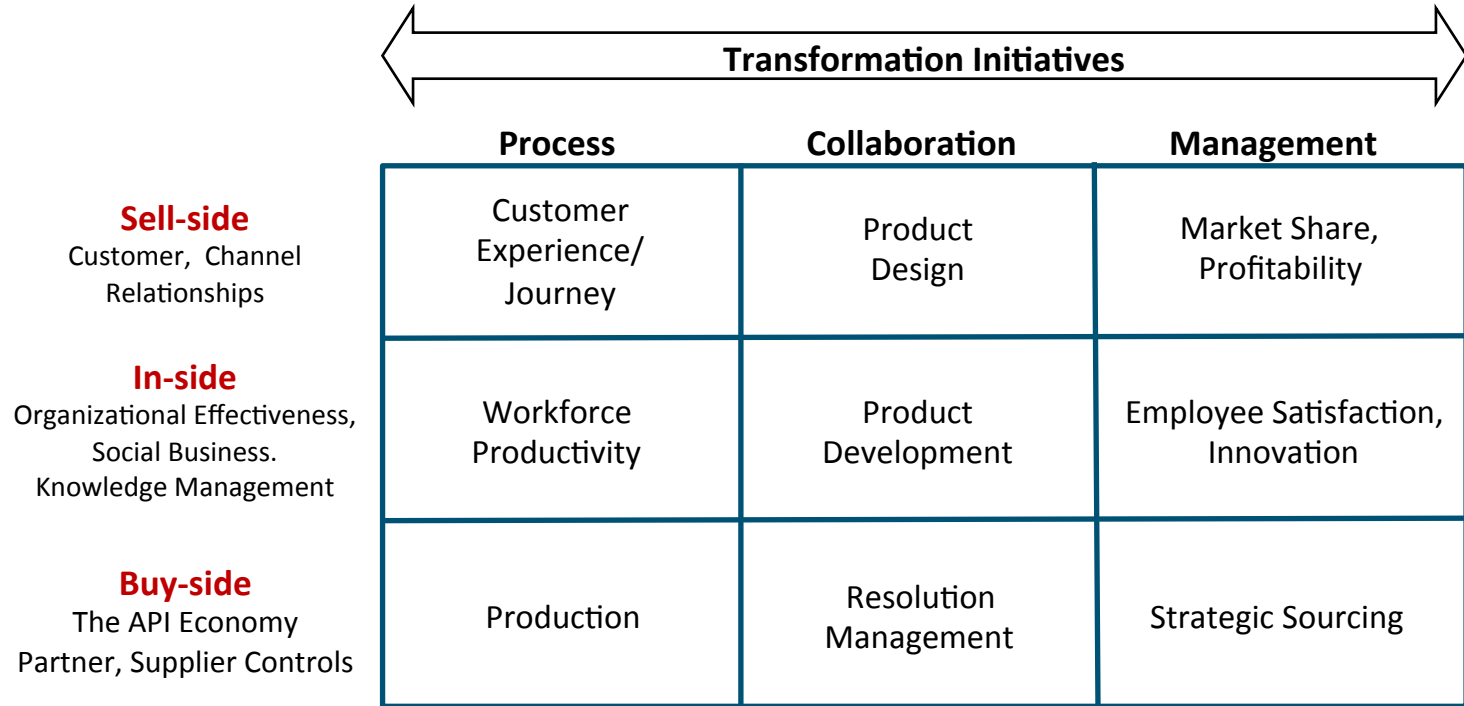 Transformation Initiatives
Process Collaboration Management
Sell-side
Customer, Channel
Relationships
Customer
Experience/
Journey
Product
Design
Market Share,
Profitability
In-side
Organizational Effectiveness,
Social Business.
Knowledge Management
Workforce
Productivity
Product
Development
Employee Satisfaction,
Innovation
Buy-side
The API Economy
Partner, Supplier Controls
Production
Resolution
Management
Strategic Sourcing